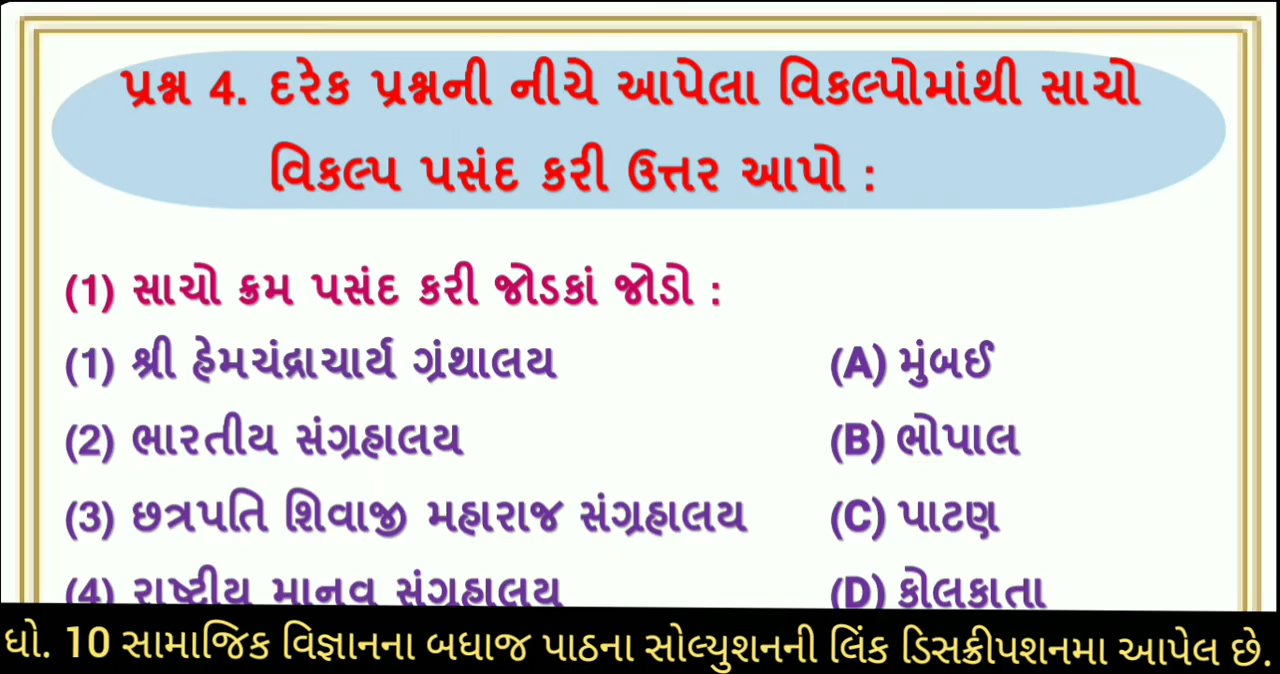 પ્રશ્ન 4. દરેક પ્રશ્નની નીચે આપેલા વિકલ્પોમાંથી સાચો
વિકલ્પ પસંદ કરી ઉત્તર આપો :
(1) સાચો ક્રમ પસંદ કરી જોડકાં જોડો :
(1) શ્રી હેમચંદ્રાચાર્ય ગ્રંથાલય (A) મુંબઈ
(2) ભારતીય સંગ્રહાલય (B) ભોપાલ
(3) છત્રપતિ શિવાજી મહારાજ સંગ્રહાલય (C) પાટણ
(4) રાષ્ટ્રીય માનવ સંગ્રહાલય (D) કોલકાતા
ધો. 10 સામાજિક વિજ્ઞાનના બધાજ પાઠના સોલ્યુશનની લિંક ડિસક્રીપશનમા આપેલ છે.